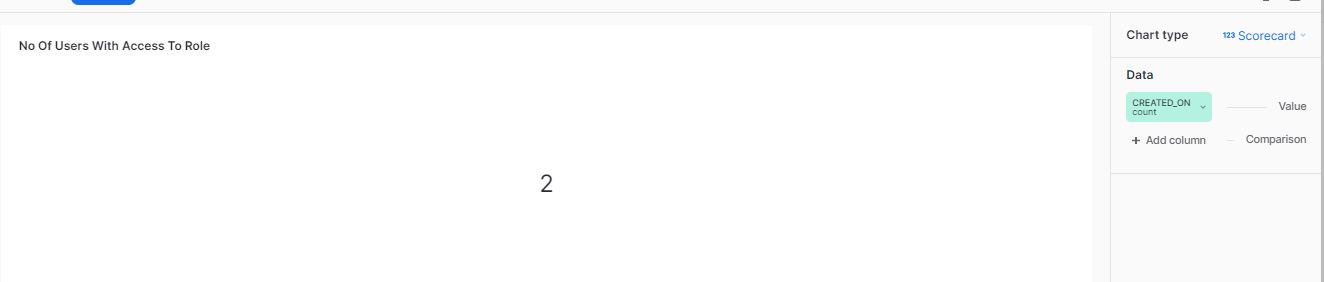 No Of Users With Access To Role
2
Chart type
123 Scorecard
Data
CREATED_ON
count
Value
+ Add column
Comparison